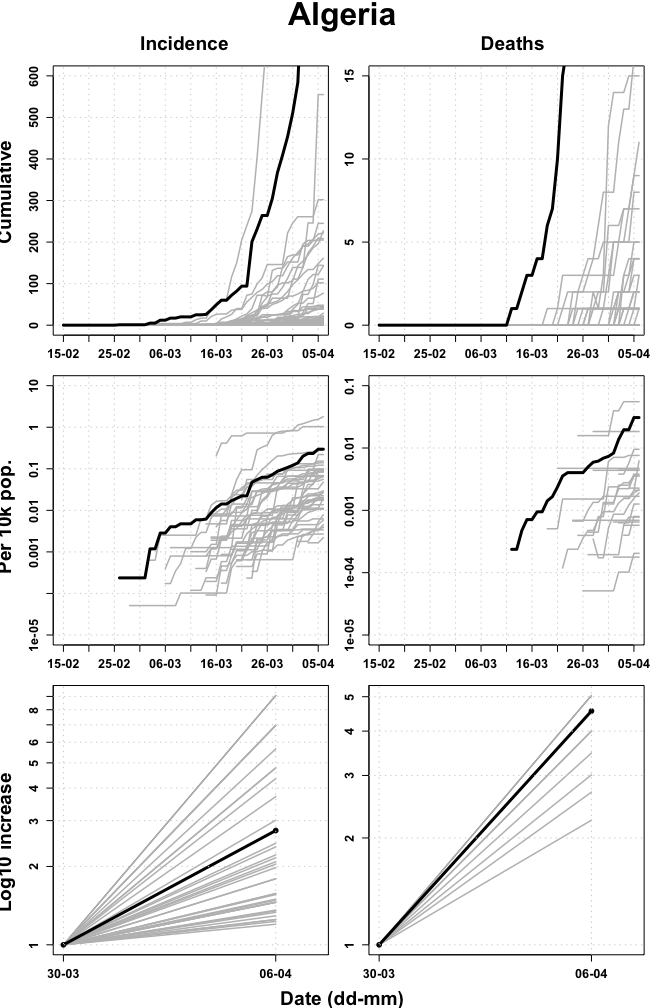 Algeria
Incidence
Deaths
Cumulative
600
500
400
300
200
100
0
15-02 25-02 06-03 16-03 26-03 05-04
15
10
5
0
15-02 25-02 06-03 16-03 26-03 05-04
Per 10k pop.
10
1
0.1
0.01
0.001
1e-05
15-02 25-02 06-03 16-03 26-03 05-04
0.1
0.01
0.001
1e-04
1e-05
15-02 25-02 06-03 16-03 26-03 05-04
Log10 increase
8
6
5
4
3
2
1
30-03 06-04
5
4
3
2
1
30-03 06-04
Date (dd-mm)